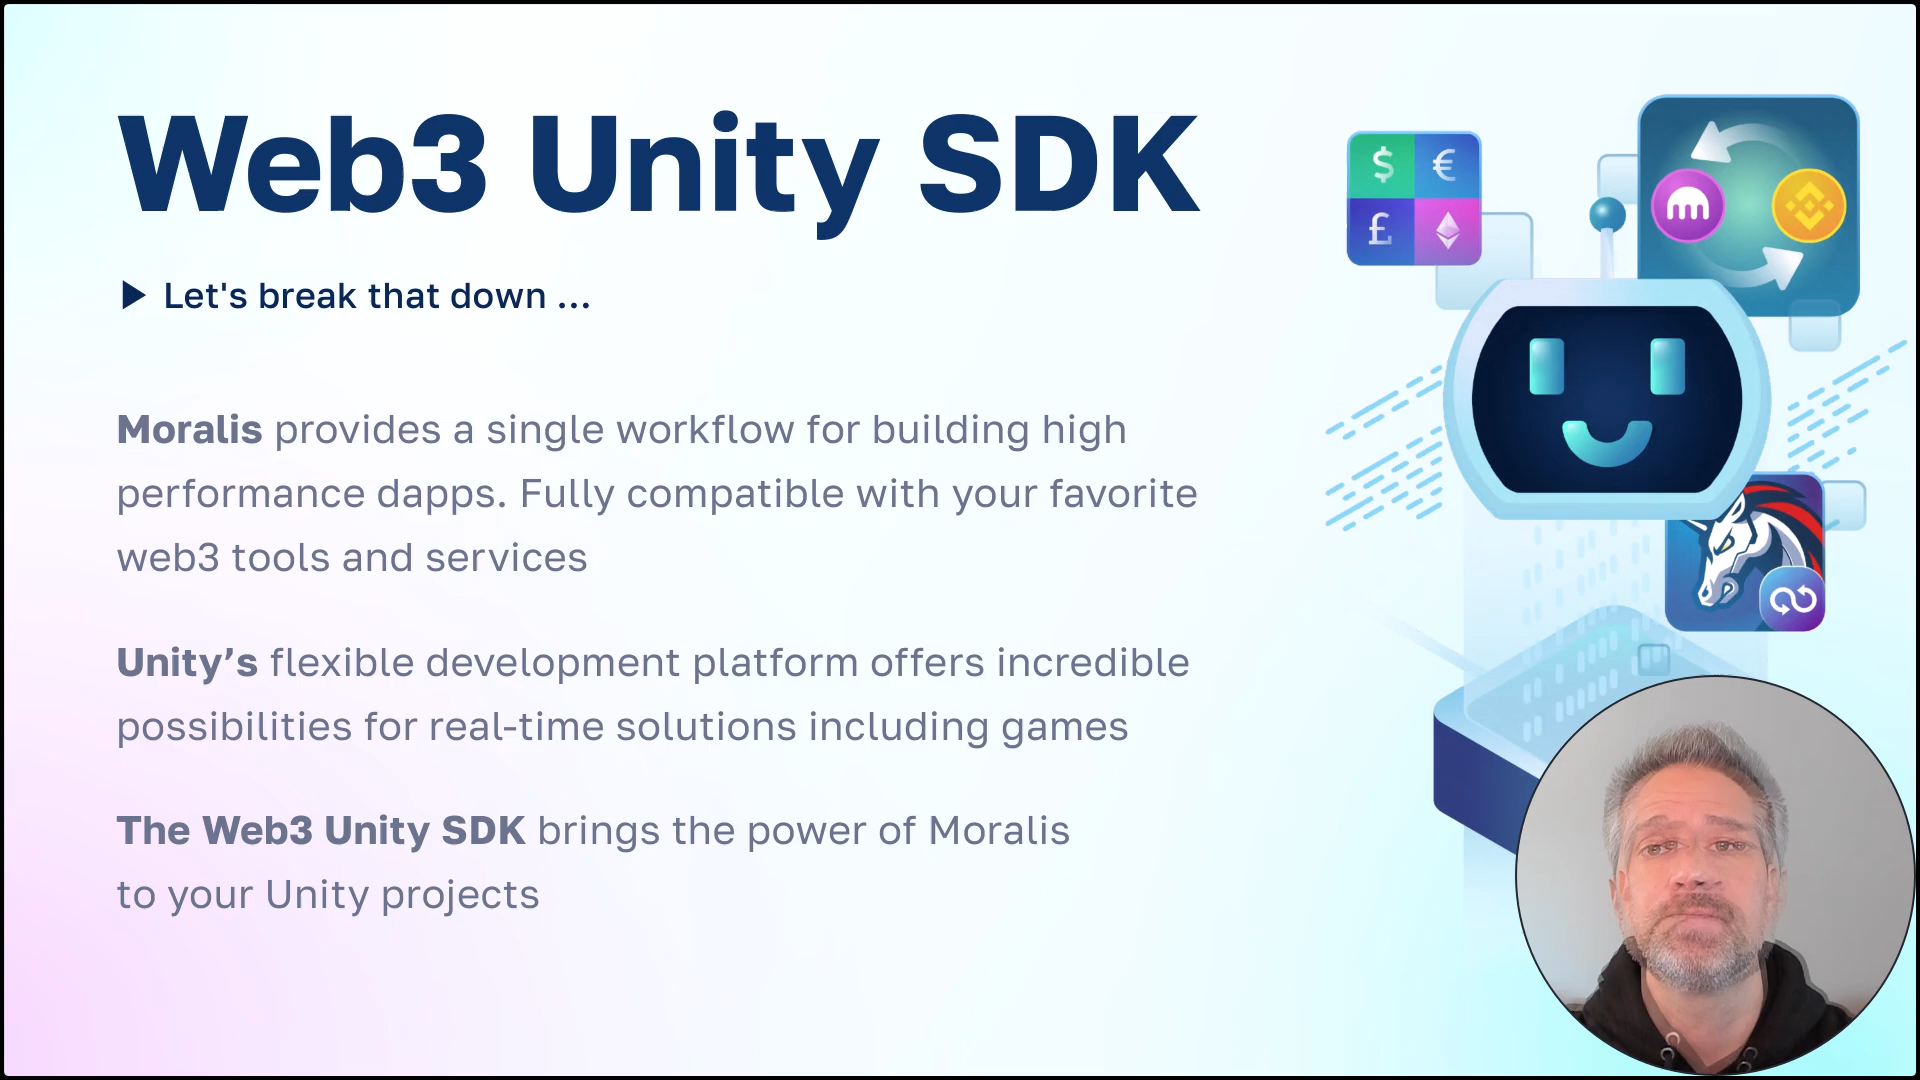 Web3 Unity SDK
▶ Let's break that down ...
Moralis provides a single workflow for building high
performance dapps. Fully compatible with your favorite
web3 tools and services
Unity’s flexible development platform offers incredible
possibilities for real-time solutions including games
The Web3 Unity SDK brings the power of Moralis
to your Unity projects
$ €
£